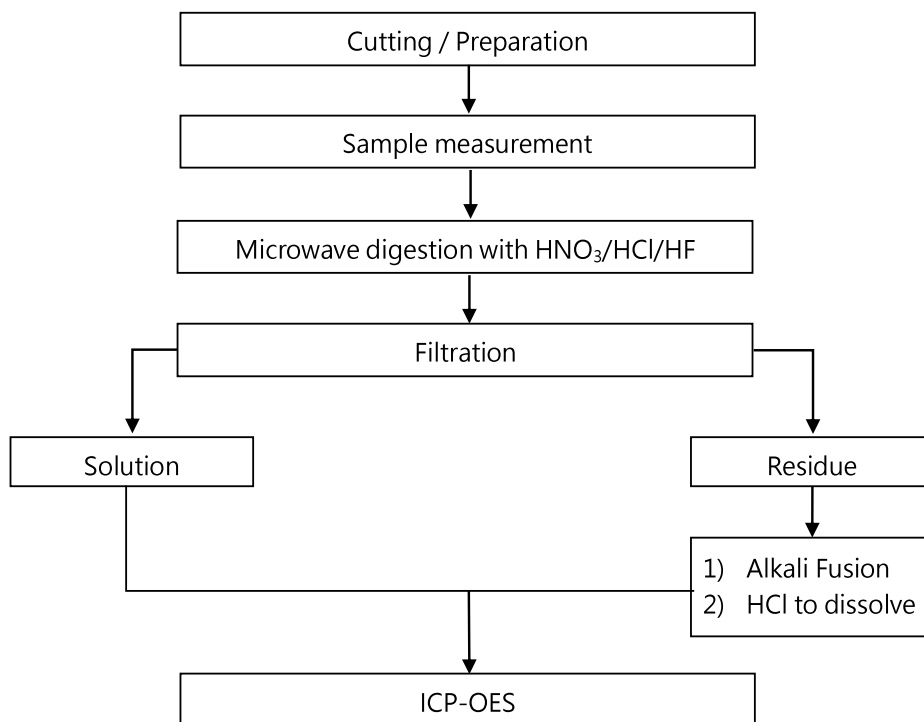 Cutting / Preparation
Sample measurement
Microwave digestion with HNO₃/HCl/HF
Filtration
Solution
Residue
1) Alkali Fusion
2) HCl to dissolve
ICP-OES